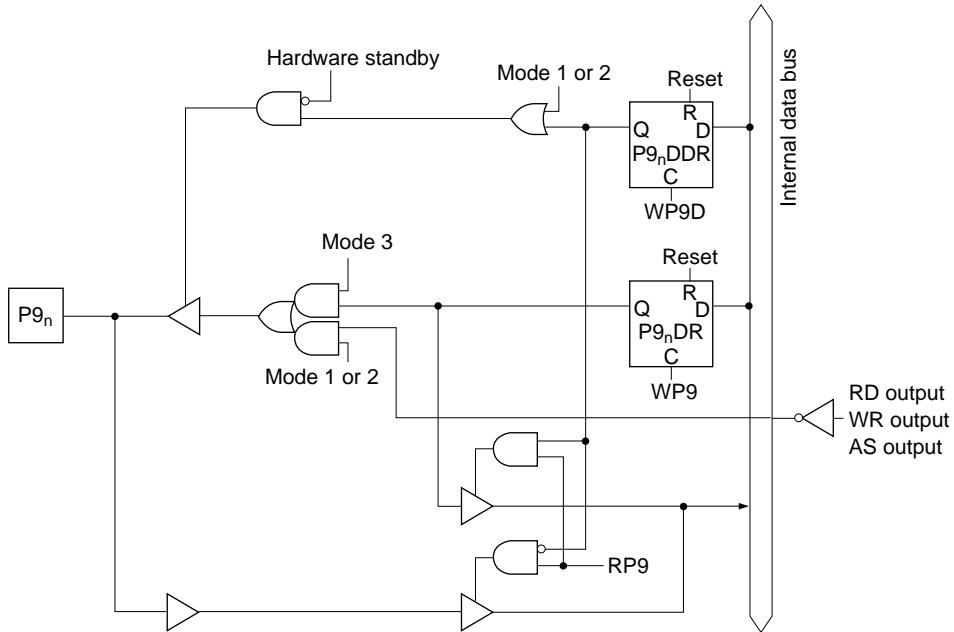 Hardware standby
Mode 1 or 2
Reset
R
Q
D
P9nDDR
C
WP9D
Internal data bus
Mode 3
Reset
R
Q
D
P9nDR
C
WP9
P9n
Mode 1 or 2
RD output
WR output
AS output
RP9